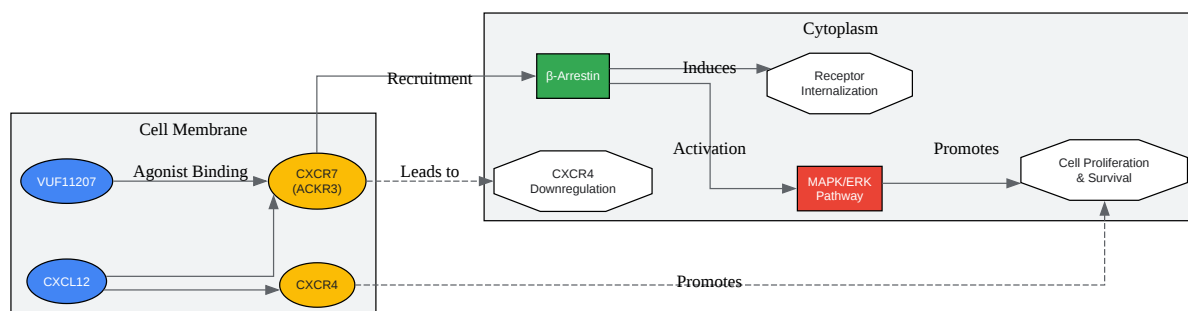 Cytoplasm
β-Arrestin
Induces
Receptor
Internalization
Recruitment
Cell Membrane
VUF11207
Agonist Binding
CXCR7
(ACKR3)
Leads to
CXCR4
Downregulation
Activation
MAPK/ERK
Pathway
Promotes
Cell Proliferation
& Survival
CXCL12
CXCR4
Promotes